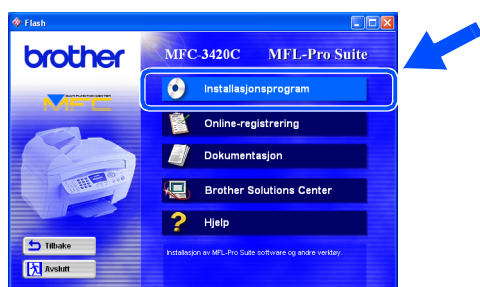 Flash
brother
MFC-3420C MFL-Pro Suite
Installasjonsprogram
MFC
Online-registrering
Dokumentasjon
Brother Solutions Center
Hjelp
Tilbake
Avslutt
Installasjon av MFL-Pro Suite software og andre verktøy.